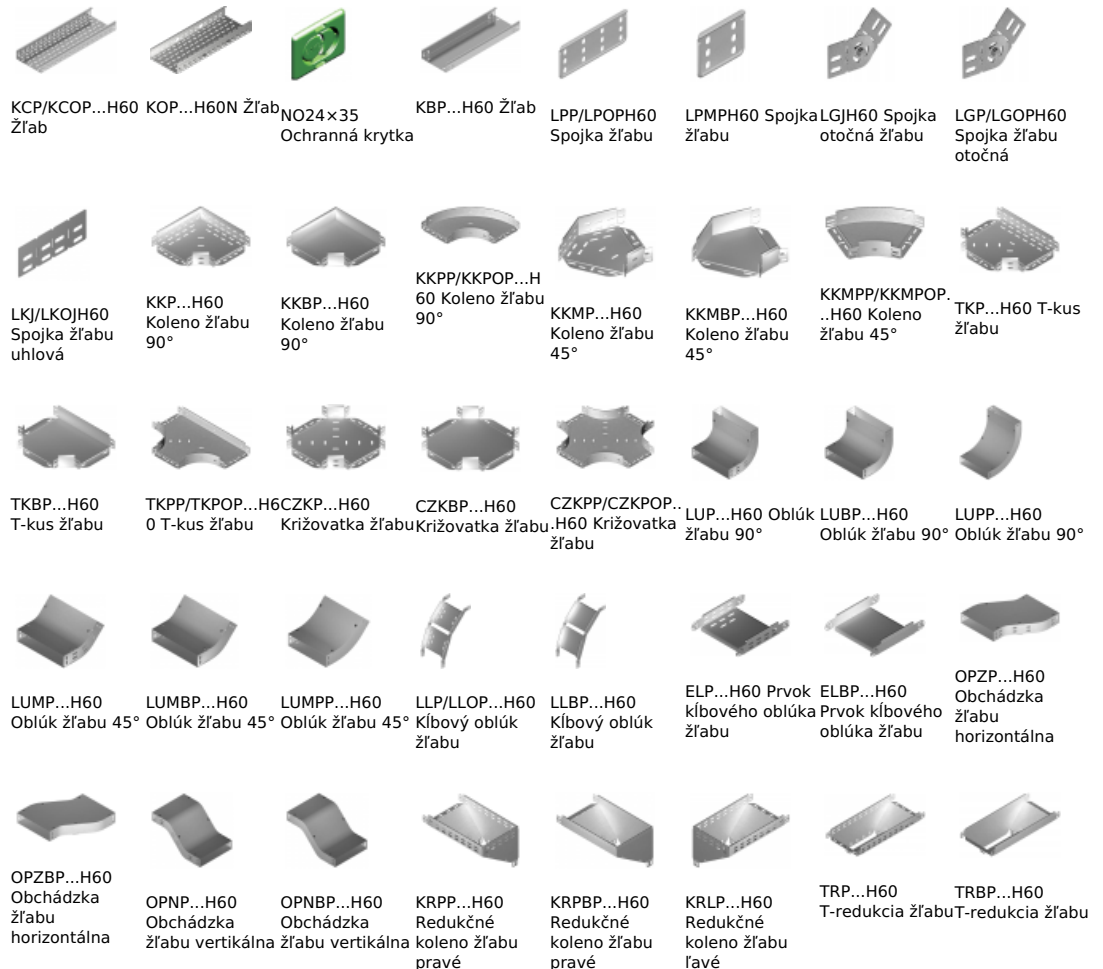 KCP/KCOP...H60
Žľab
KOP...H60N Žľab
NO24×35
Ochranná krytka
KBP...H60 Žľab
LPP/LPOPH60
Spojka žľabu
LPMPH60 Spojka
žľabu
LGJH60 Spojka
otočná žľabu
LGP/LGOPH60
Spojka žľabu
otočná
LKJ/LKOJH60
Spojka žľabu
uhlová
KKP...H60
Koleno žľabu
90°
KKBP...H60
Koleno žľabu
90°
KKPP/KKPOP...H
60 Koleno žľabu
90°
KKMP...H60
Koleno žľabu
45°
KKMBP...H60
Koleno žľabu
45°
KKMPP/KKMPOP.
..H60 Koleno
žľabu 45°
TKP...H60 T-kus
žľabu
TKBP...H60
T-kus žľabu
TKPP/TKPOP...H6
0 T-kus žľabu
CZKP...H60
Križovatka žľabu
CZKBP...H60
Križovatka žľabu
CZKPP/CZKPOP..
.H60 Križovatka
žľabu
LUP...H60 Oblúk
žľabu 90°
LUBP...H60
Oblúk žľabu 90°
LUPP...H60
Oblúk žľabu 90°
LUMP...H60
Oblúk žľabu 45°
LUMBP...H60
Oblúk žľabu 45°
LUMPP...H60
Oblúk žľabu 45°
LLP/LLOP...H60
Kĺbový oblúk
žľabu
LLBP...H60
Kĺbový oblúk
žľabu
ELP...H60 Prvok
kĺbového oblúka
žľabu
ELBP...H60
Prvok kĺbového
oblúka žľabu
OPZP...H60
Obchádzka
žľabu
horizontálna
OPZBP...H60
Obchádzka
žľabu
horizontálna
OPNP...H60
Obchádzka
žľabu vertikálna
OPNBP...H60
Obchádzka
žľabu vertikálna
KRPP...H60
Redukčné
koleno žľabu
pravé
KRPBP...H60
Redukčné
koleno žľabu
pravé
KRLP...H60
Redukčné
koleno žľabu
ľavé
TRP...H60
T-redukcia žľabu
TRBP...H60
T-redukcia žľabu